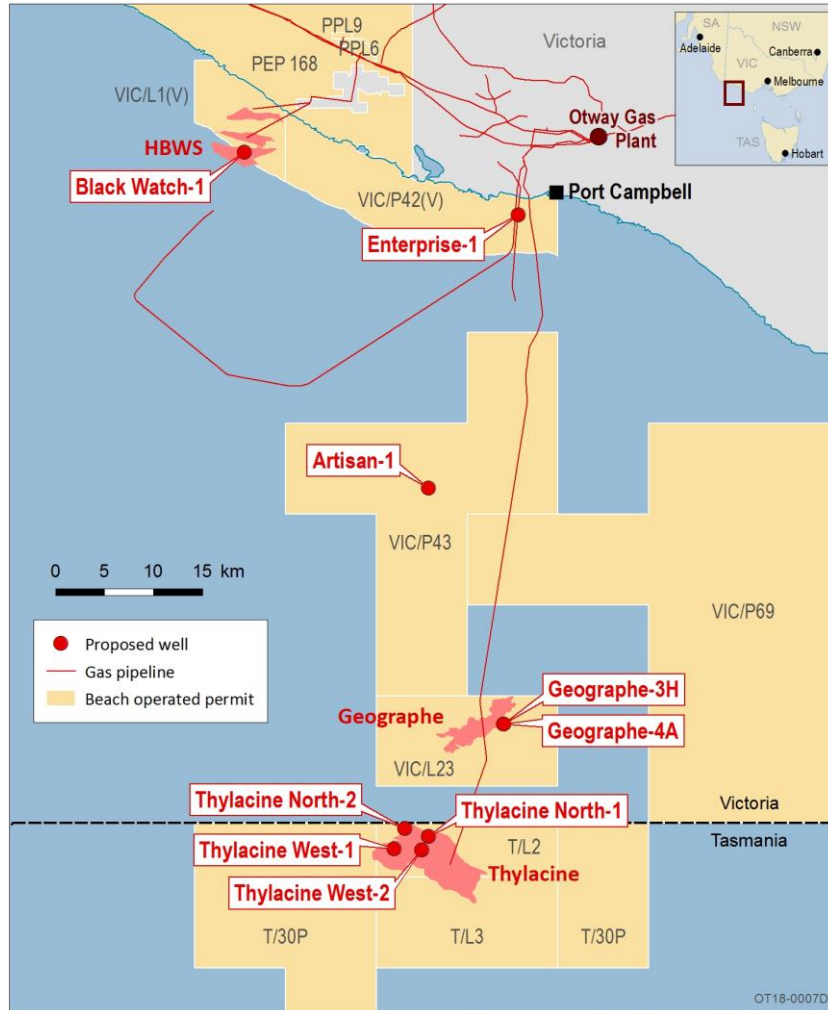 SA
NSW
Adelaide
Canberra
VIC
Melbourne
TAS
Hobart
PPL9
PPL6
Victoria
PEP 168
VIC/L1(V)
Otway Gas
Plant
HBWS
Black Watch-1
VIC/P42(V)
Port Campbell
Enterprise-1
Artisan-1
VIC/P43
0 5 10 15 km
VIC/P69
Proposed well
Gas pipeline
Beach operated permit
Geographe-3H
Geographe
Geographe-4A
VIC/L23
Thylacine North-2
Thylacine North-1
Victoria
Tasmania
Thylacine West-1
T/L2
Thylacine
Thylacine West-2
T/30P
T/L3
T/30P
OT18-0007D